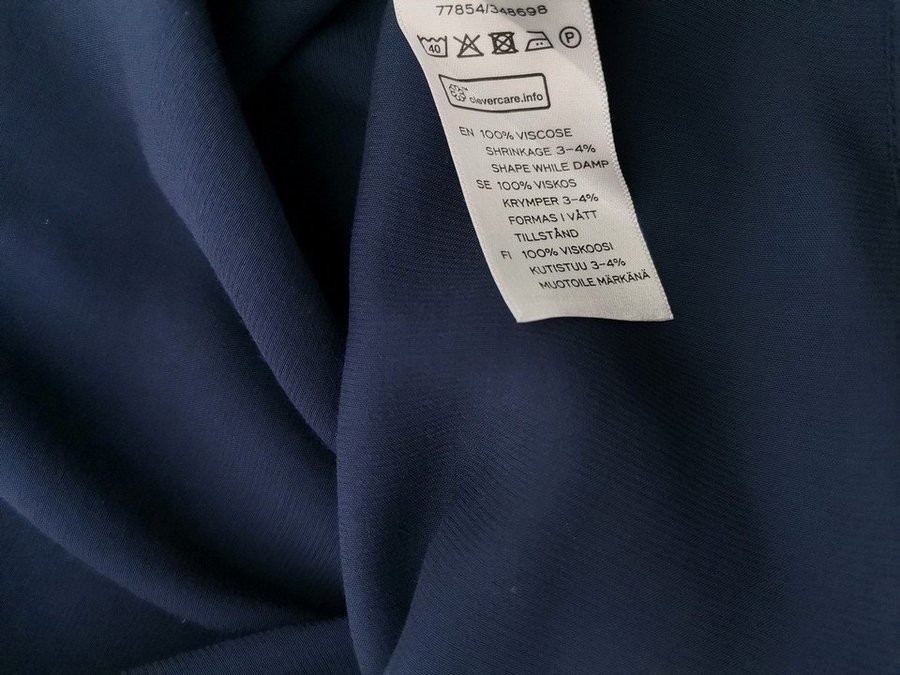 77854/348698
40 P
clevercare.info
EN 100% VISCOSE
SHRINKAGE 3-4%
SHAPE WHILE DAMP
SE 100% VISKOS
KRYMPER 3-4%
FORMAS I VÅTT
TILLSTÅND
FI 100% VISKOOSI
KUTISTUU 3-4%
MUOTOILE MÄRKÄNÄ